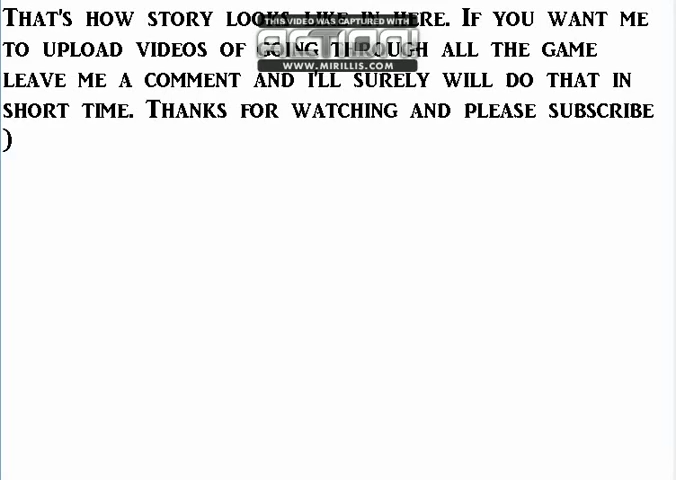 That's how story looks like in here. If you want me
to upload videos of going through all the game
leave me a comment and i'll surely will do that in
short time. Thanks for watching and please subscribe
)
THIS VIDEO WAS CAPTURED WITH
ACTION!
WWW.MIRILLIS.COM